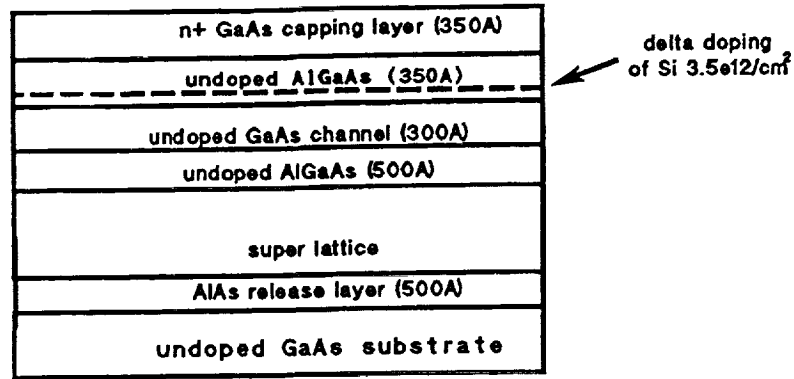 n+ GaAs capping layer (350A)
undoped AlGaAs (350A)
delta doping
of Si 3.5e12/cm²
undoped GaAs channel (300A)
undoped AlGaAs (500A)
super lattice
AlAs release layer (500A)
undoped GaAs substrate